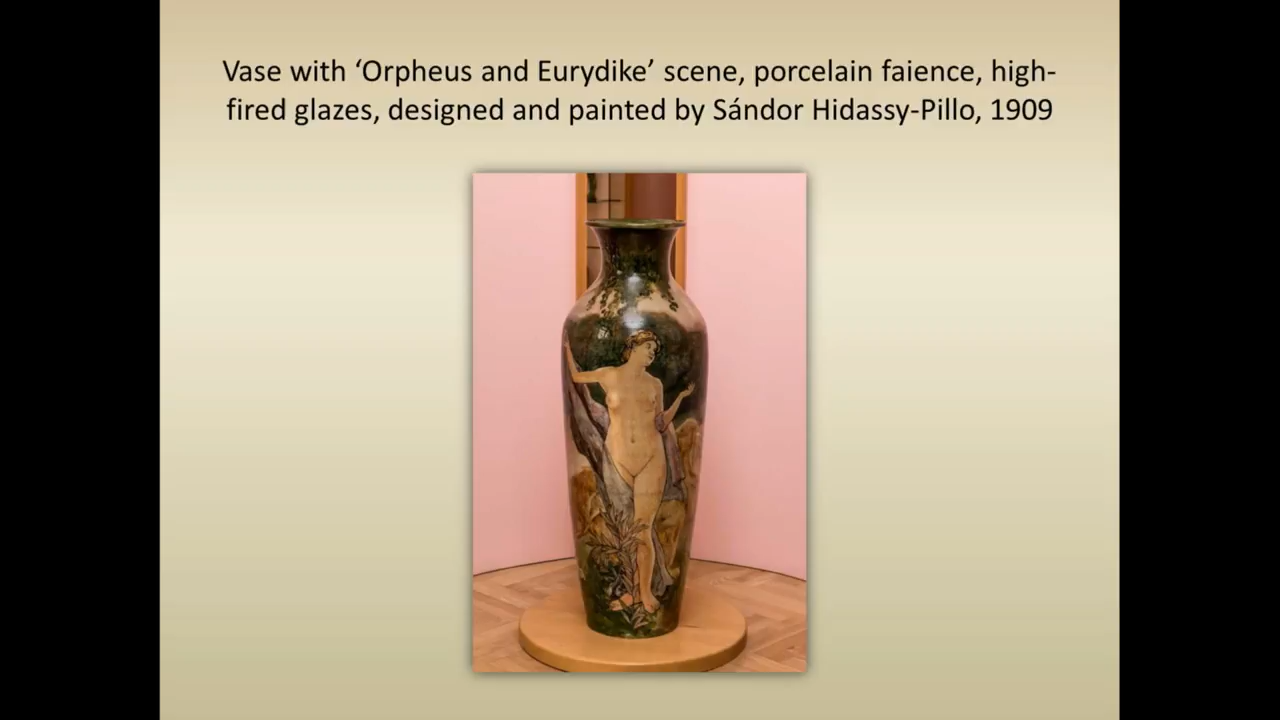 Vase with ‘Orpheus and Eurydike’ scene, porcelain faience, high-
fired glazes, designed and painted by Sándor Hidassy-Pillo, 1909